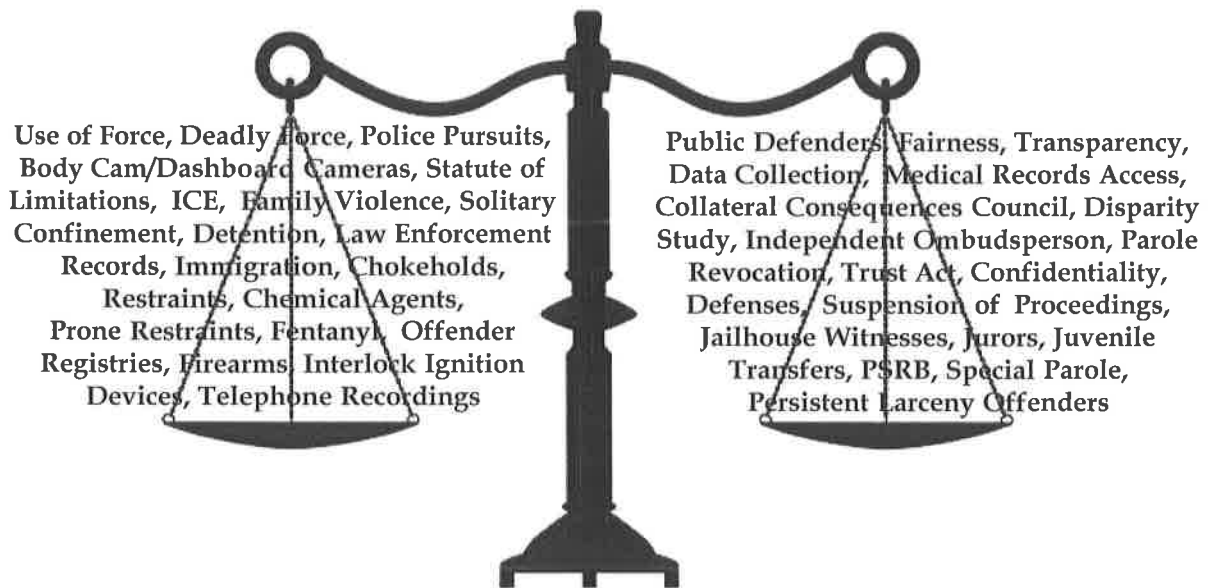 Use of Force, Deadly Force, Police Pursuits,
Body Cam/Dashboard Cameras, Statute of
Limitations, ICE, Family Violence, Solitary
Confinement, Detention, Law Enforcement
Records, Immigration, Chokeholds,
Restraints, Chemical Agents,
Prone Restraints, Fentanyl, Offender
Registries, Firearms, Interlock Ignition
Devices, Telephone Recordings
Public Defenders, Fairness, Transparency,
Data Collection, Medical Records Access,
Collateral Consequences Council, Disparity
Study, Independent Ombudsperson, Parole
Revocation, Trust Act, Confidentiality,
Defenses, Suspension of Proceedings,
Jailhouse Witnesses, Jurors, Juvenile
Transfers, PSRB, Special Parole,
Persistent Larceny Offenders